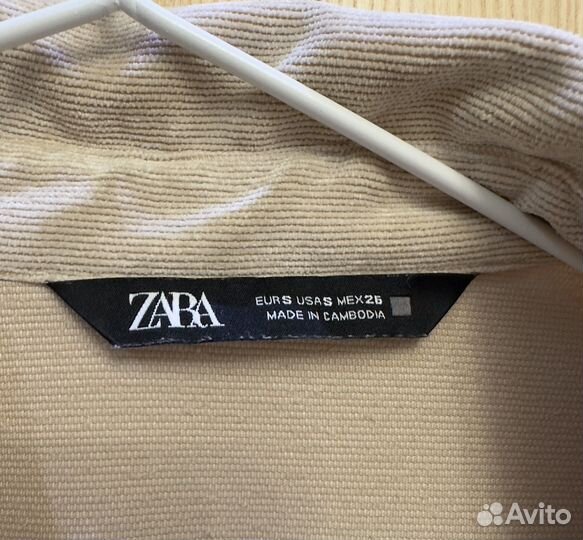 ZARA
EUR S USA S MEX 26
MADE IN CAMBODIA
Avito